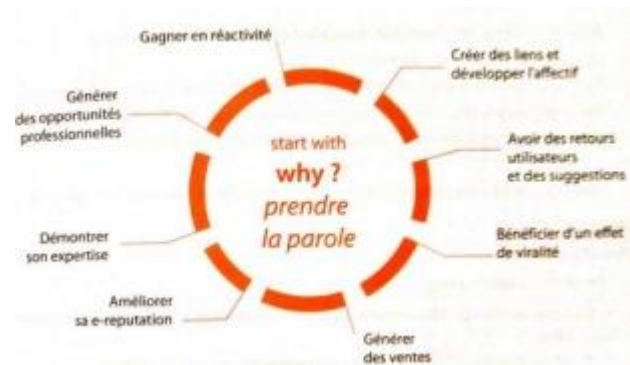 Gagner en réactivité
Créer des liens et
développer l'affectif
Générer
des opportunités
professionnelles
start with
why ?
prendre
la parole
Avoir des retours
utilisateurs
et des suggestions
Démontrer
son expertise
Bénéficier d'un effet
de viralité
Améliorer
sa e-reputation
Générer
des ventes